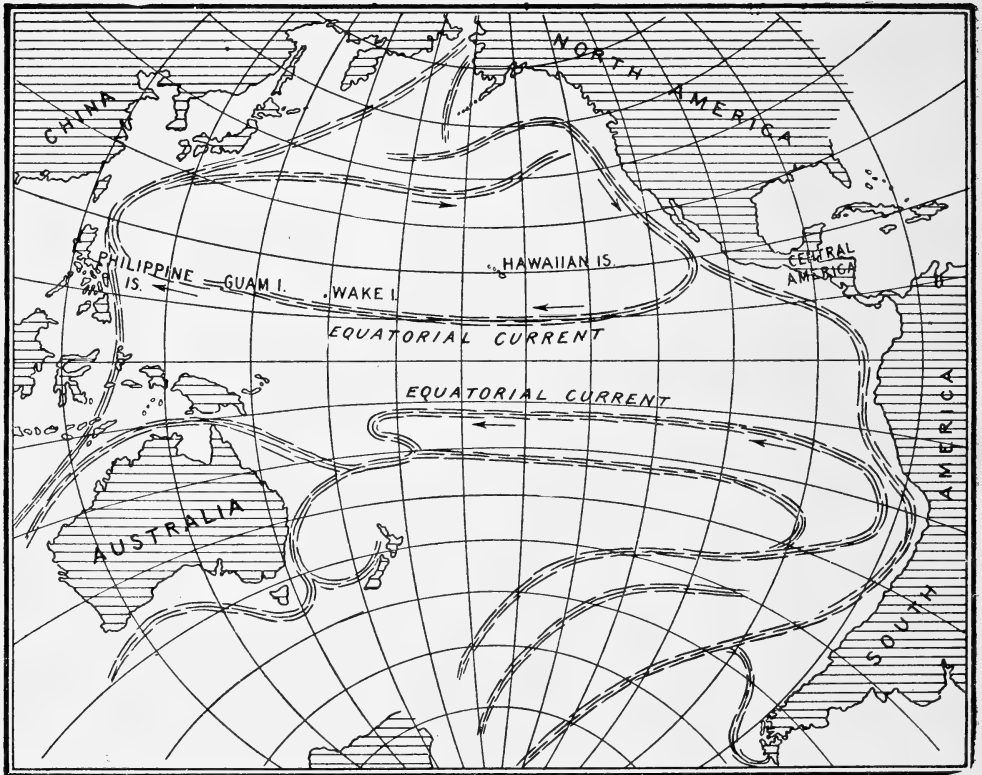 NORTH AMERICA
CHINA
CENTRAL
AMERICA
HAWAIIAN IS.
PHILIPPINE
IS.
GUAM I.
WAKE I.
EQUATORIAL CURRENT
EQUATORIAL CURRENT
AUSTRALIA
SOUTH AMERICA